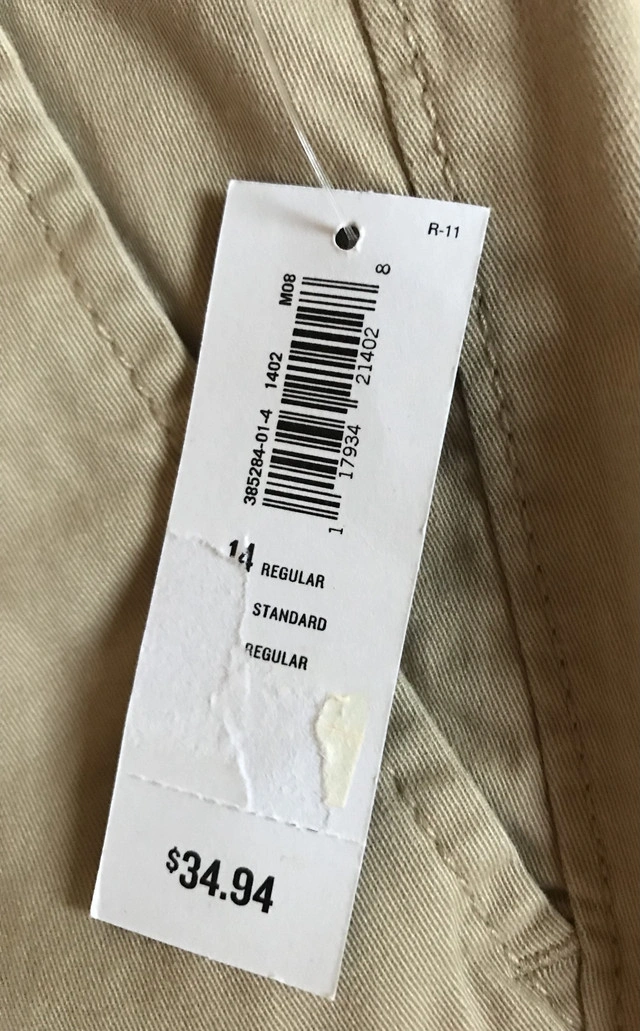 R-11
M08
8
385284-01-4 1402
1 17934 21402
14 REGULAR
STANDARD
REGULAR
$34.94